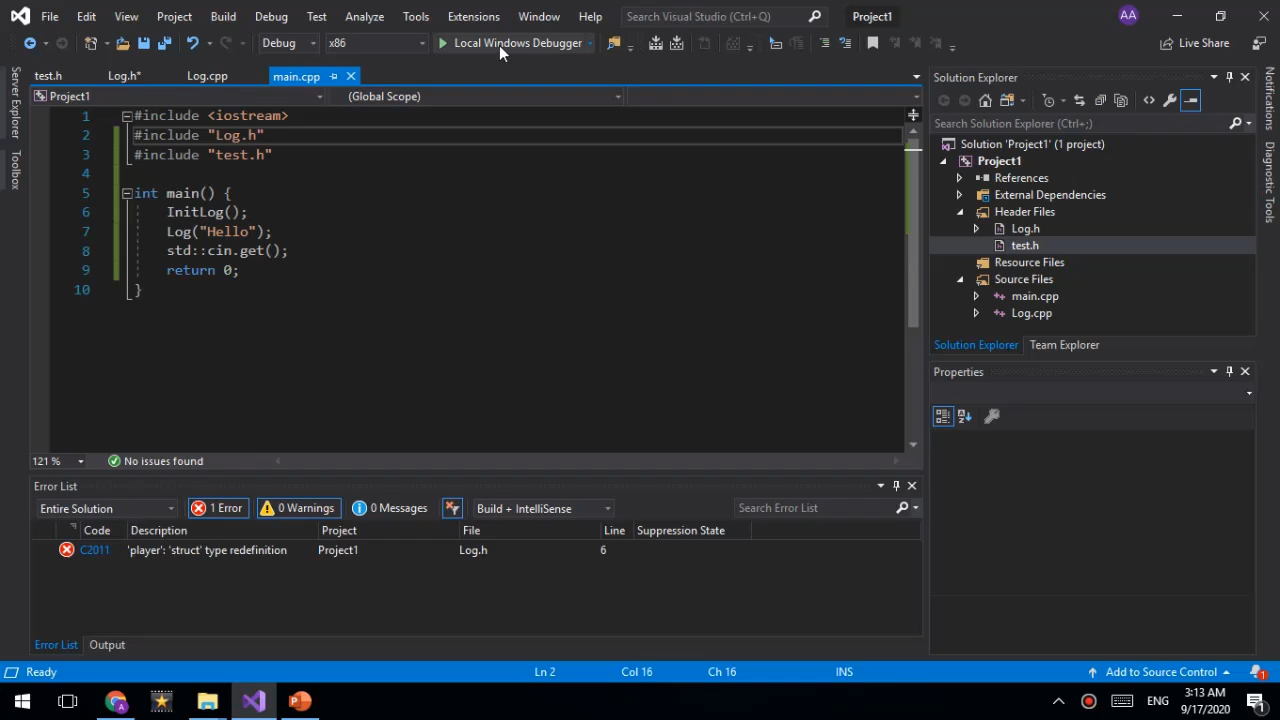 File Edit View Project Build Debug Test Analyze Tools Extensions Window Help Search Visual Studio (Ctrl+Q) Project1 AA
Debug x86 Local Windows Debugger Live Share
test.h Log.h* Log.cpp main.cpp
Project1 (Global Scope)
1 #include <iostream>
2 #include "Log.h"
3 #include "test.h"
4
5 int main() {
6 InitLog();
7 Log("Hello");
8 std::cin.get();
9 return 0;
10 }
121 % No issues found
Server Explorer
Toolbox
Solution Explorer
Search Solution Explorer (Ctrl+;)
Solution 'Project1' (1 project)
Project1
References
External Dependencies
Header Files
Log.h
test.h
Resource Files
Source Files
main.cpp
Log.cpp
Solution Explorer Team Explorer
Properties
Notifications
Diagnostic Tools
Error List
Entire Solution 1 Error 0 Warnings 0 Messages Build + IntelliSense Search Error List
Code Description Project File Line Suppression State
C2011 'player': 'struct' type redefinition Project1 Log.h 6
Error List Output
Ready Ln 2 Col 16 Ch 16 INS Add to Source Control 1
ENG 3:13 AM
9/17/2020 1